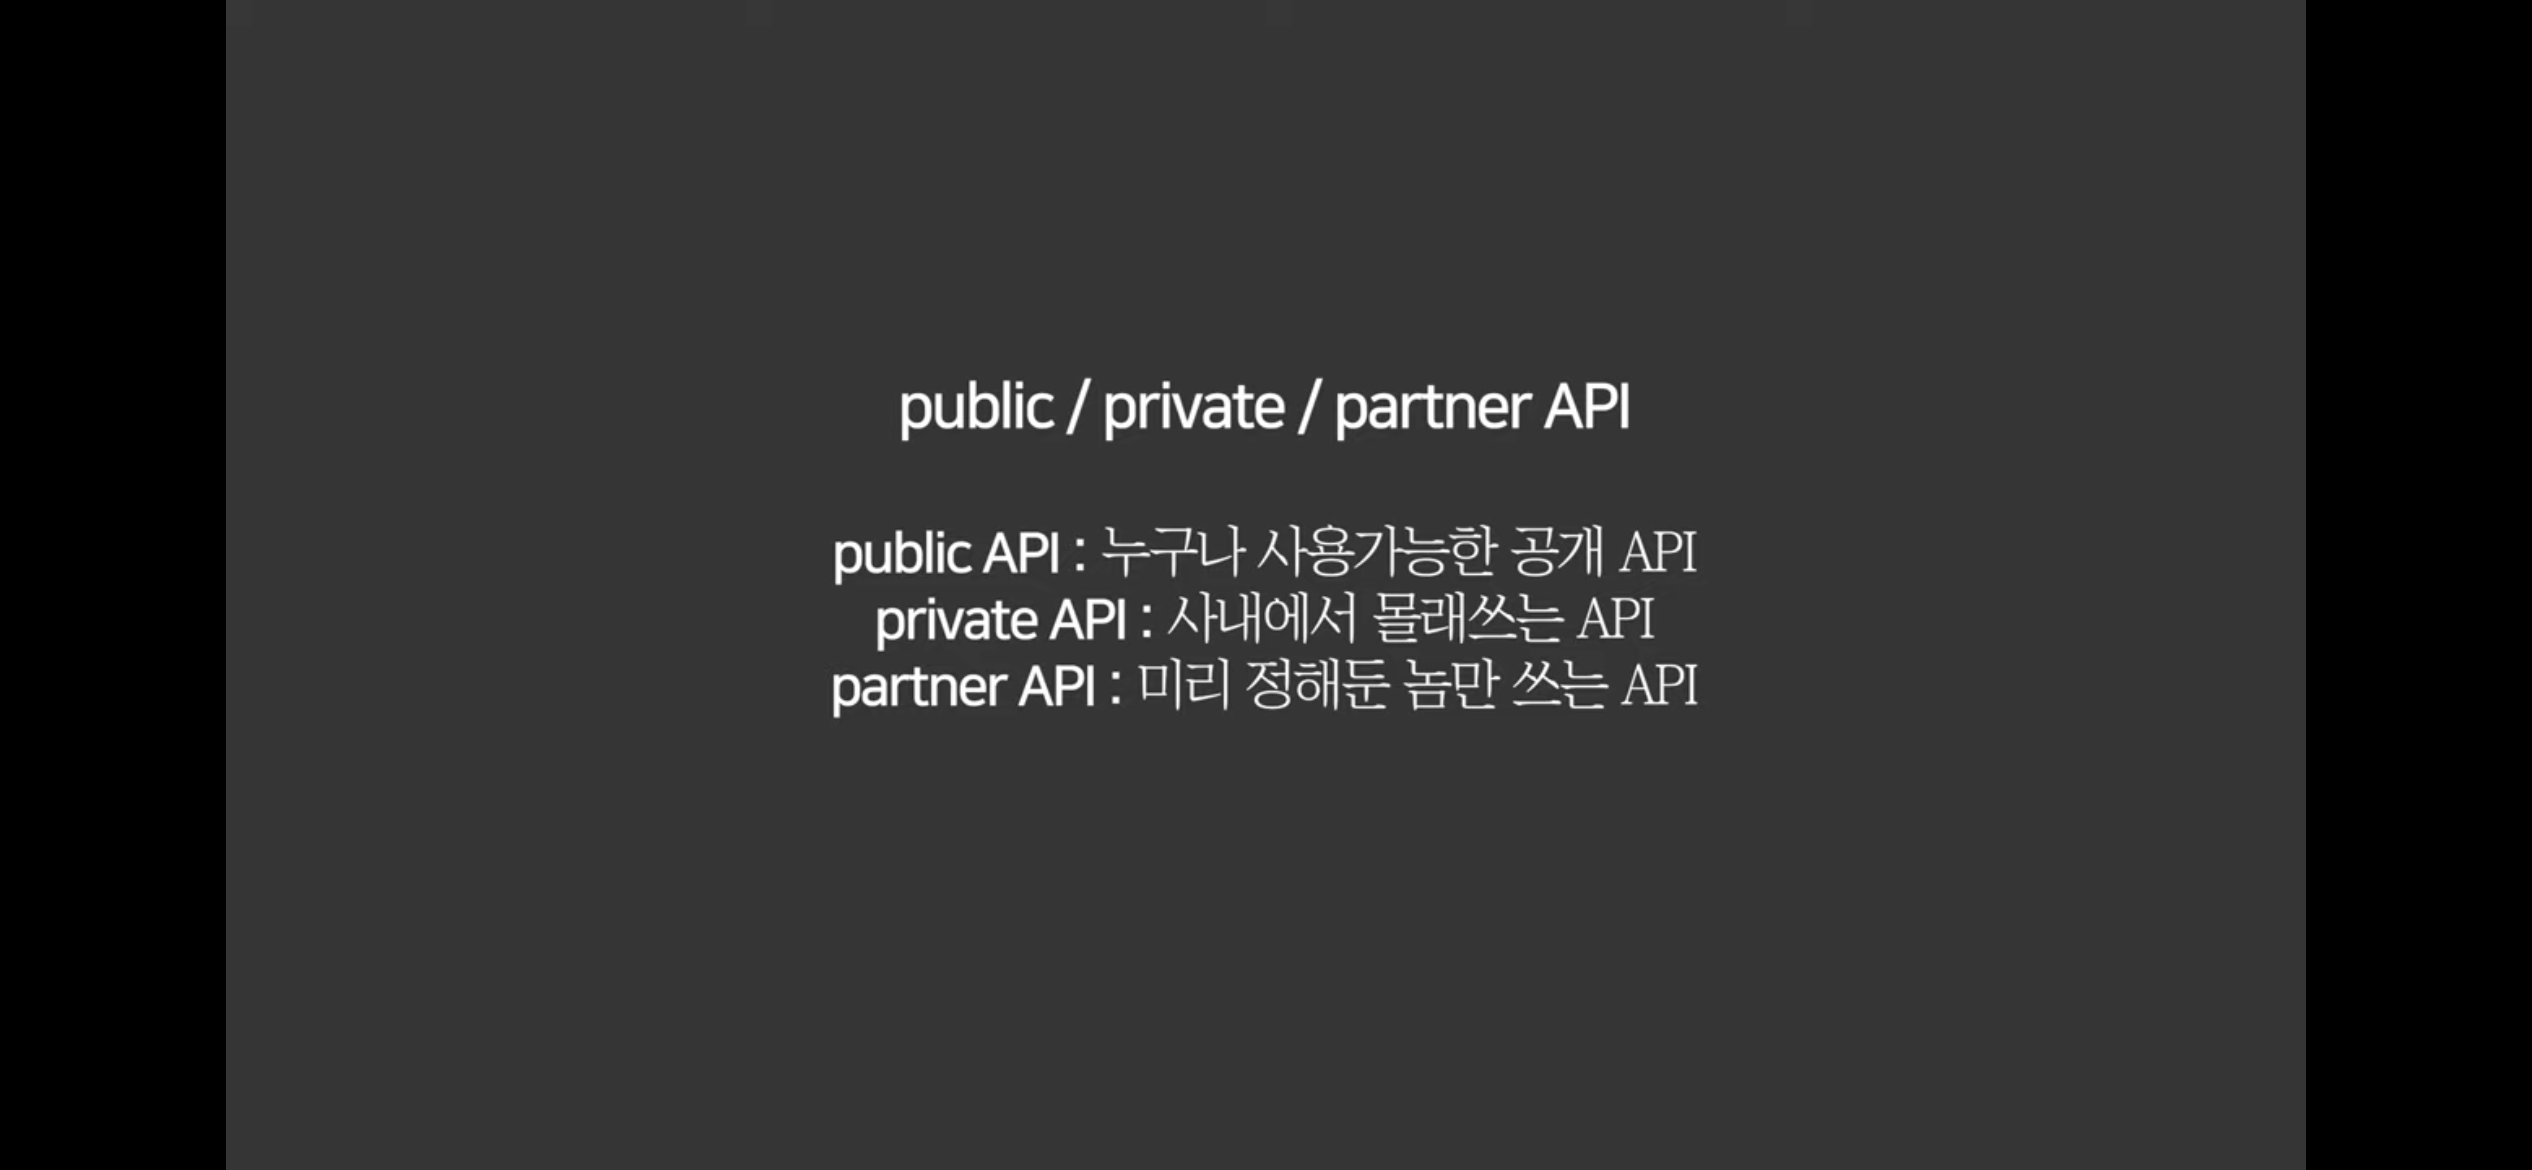 public / private / partner API
public API : 누구나 사용가능한 공개 API
private API : 사내에서 몰래쓰는 API
partner API : 미리 정해둔 놈만 쓰는 API